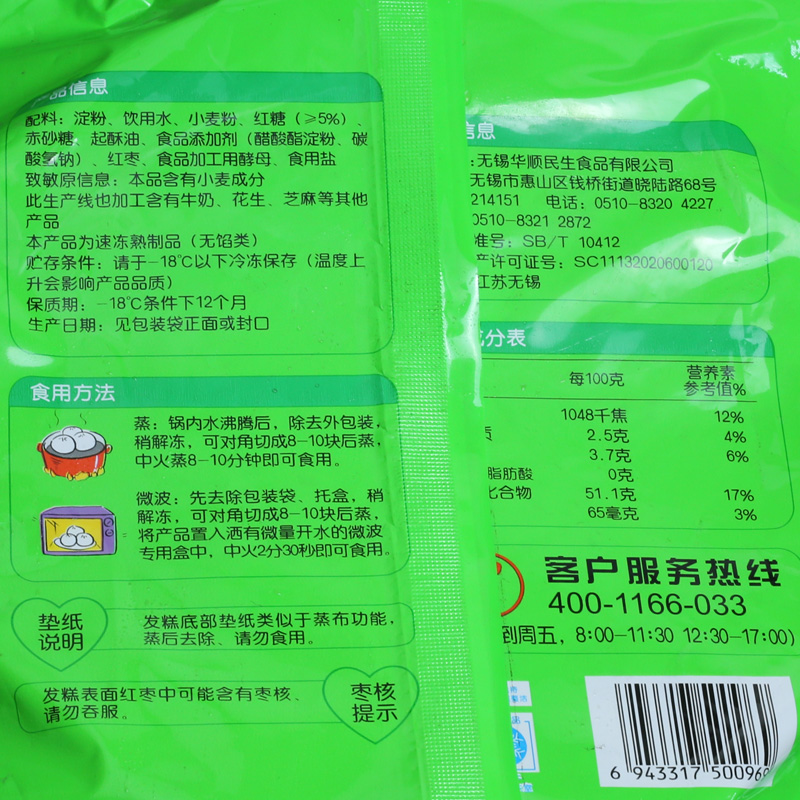 产品信息
配料：淀粉、饮用水、小麦粉、红糖（≥5%）、
赤砂糖、起酥油、食品添加剂（醋酸酯淀粉、碳
酸氢钠）、红枣、食品加工用酵母、食用盐
致敏原信息：本品含有小麦成分
此生产线也加工含有牛奶、花生、芝麻等其他
产品
本产品为速冻熟制品（无馅类）
贮存条件：请于-18℃以下冷冻保存（温度上
升会影响产品品质）
保质期：-18℃条件下12个月
生产日期：见包装袋正面或封口
食用方法
蒸：锅内水沸腾后，除去外包装，
稍解冻，可对角切成8-10块后蒸，
中火蒸8-10分钟即可食用。
微波：先去除包装袋、托盒，稍
解冻，可对角切成8-10块后蒸，
将产品置入洒有微量开水的微波
专用盒中，中火2分30秒即可食用。
垫纸
说明
发糕底部垫纸类似于蒸布功能，
蒸后去除、请勿食用。
发糕表面红枣中可能含有枣核、
请勿吞服。
枣核
提示
信息
：无锡华顺民生食品有限公司
无锡市惠山区钱桥街道晓陆路68号
214151 电话：0510-8320 4227
0510-8321 2872
准号：SB/T 10412
产许可证号：SC11132020600120
江苏无锡
成分表
每100克 营养素
参考值%
1048千焦 12%
质 2.5克 4%
3.7克 6%
脂肪酸 0克
化合物 51.1克 17%
65毫克 3%
客户服务热线
400-1166-033
到周五，8:00-11:30 12:30-17:00)
6 943317 500960